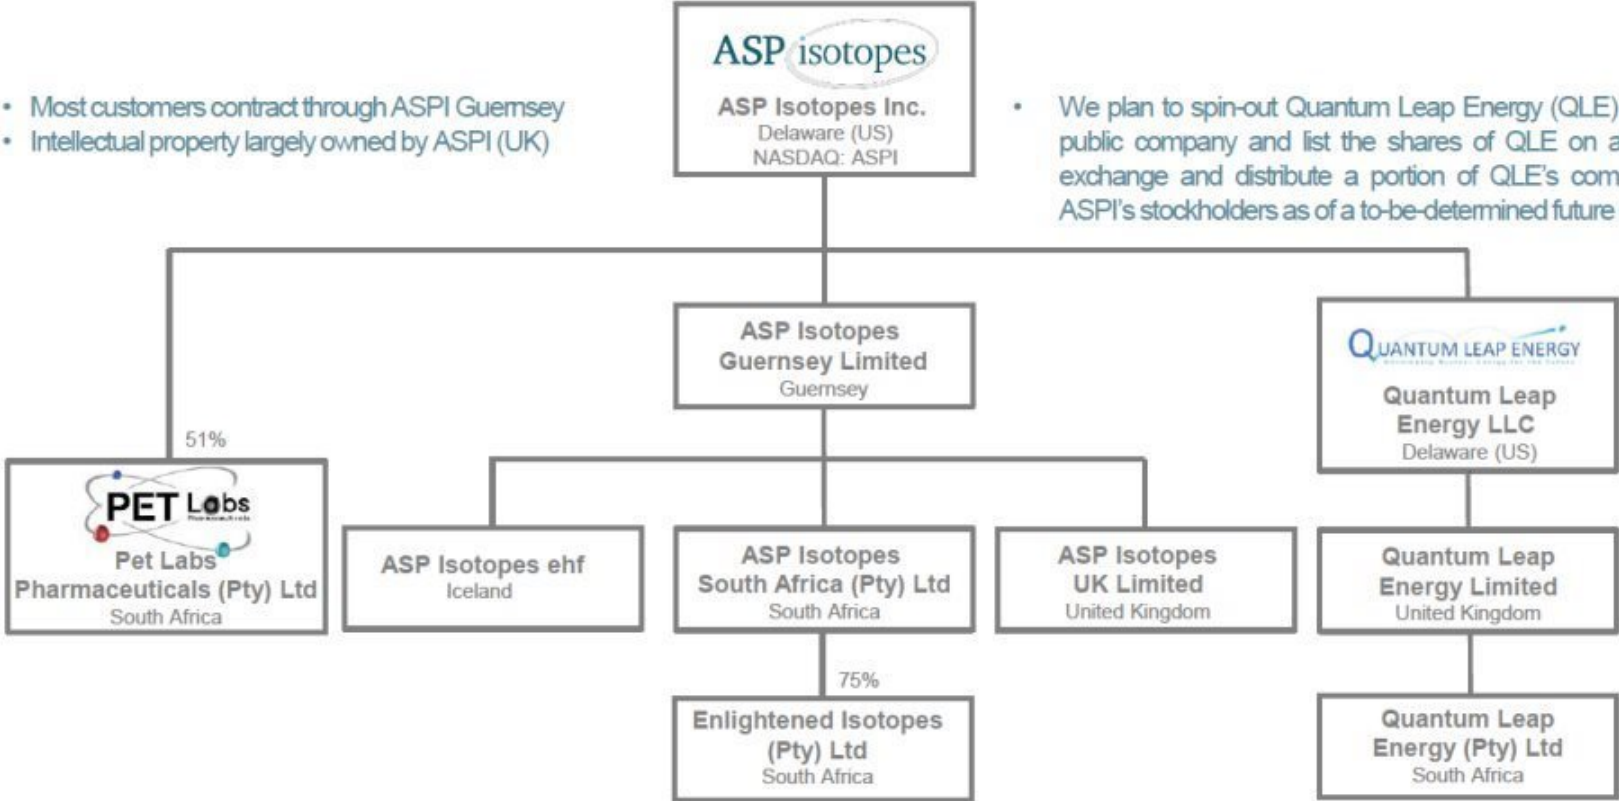 ASP isotopes
ASP Isotopes Inc.
Delaware (US)
NASDAQ: ASPI
• Most customers contract through ASPI Guernsey
• Intellectual property largely owned by ASPI (UK)
• We plan to spin-out Quantum Leap Energy (QLE)
public company and list the shares of QLE on a
exchange and distribute a portion of QLE's com
ASPI's stockholders as of a to-be-determined future
ASP Isotopes
Guernsey Limited
Guernsey
QUANTUM LEAP ENERGY
Quantum Leap
Energy LLC
Delaware (US)
51%
PET Labs
Pet Labs
Pharmaceuticals (Pty) Ltd
South Africa
ASP Isotopes ehf
Iceland
ASP Isotopes
South Africa (Pty) Ltd
South Africa
ASP Isotopes
UK Limited
United Kingdom
Quantum Leap
Energy Limited
United Kingdom
75%
Enlightened Isotopes
(Pty) Ltd
South Africa
Quantum Leap
Energy (Pty) Ltd
South Africa